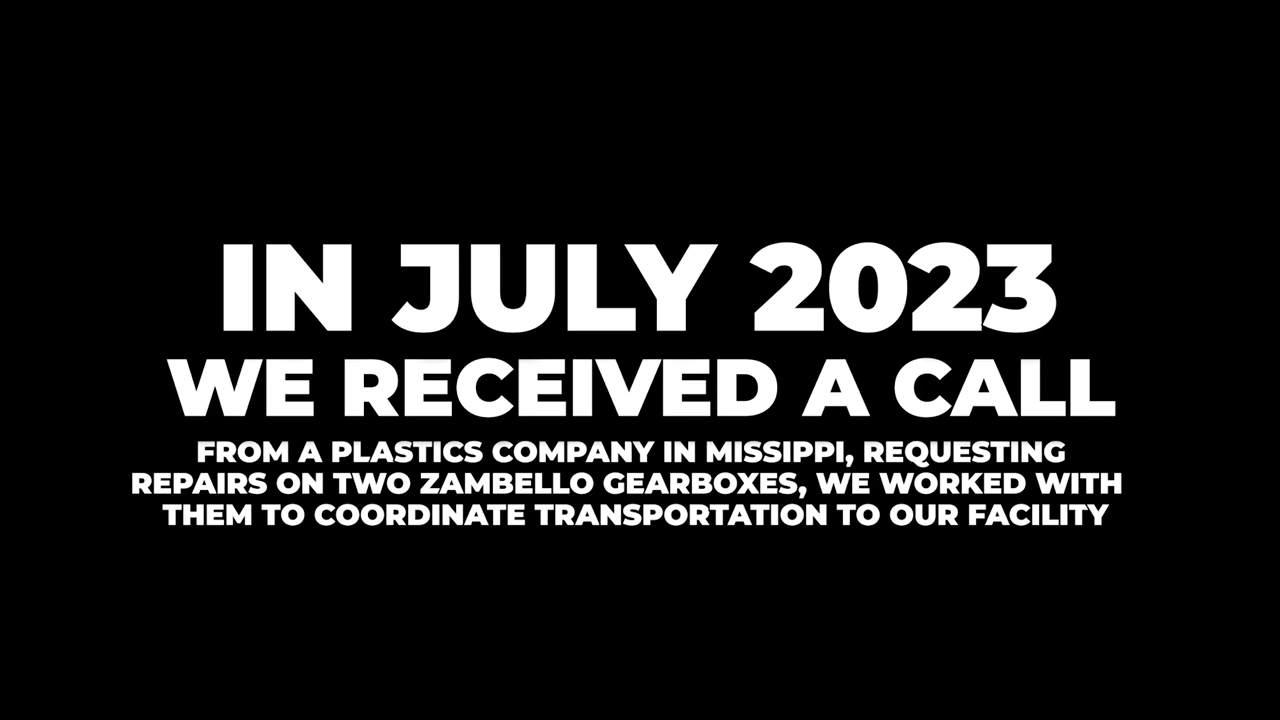 IN JULY 2023
WE RECEIVED A CALL
FROM A PLASTICS COMPANY IN MISSIPPI, REQUESTING
REPAIRS ON TWO ZAMBELLO GEARBOXES, WE WORKED WITH
THEM TO COORDINATE TRANSPORTATION TO OUR FACILITY